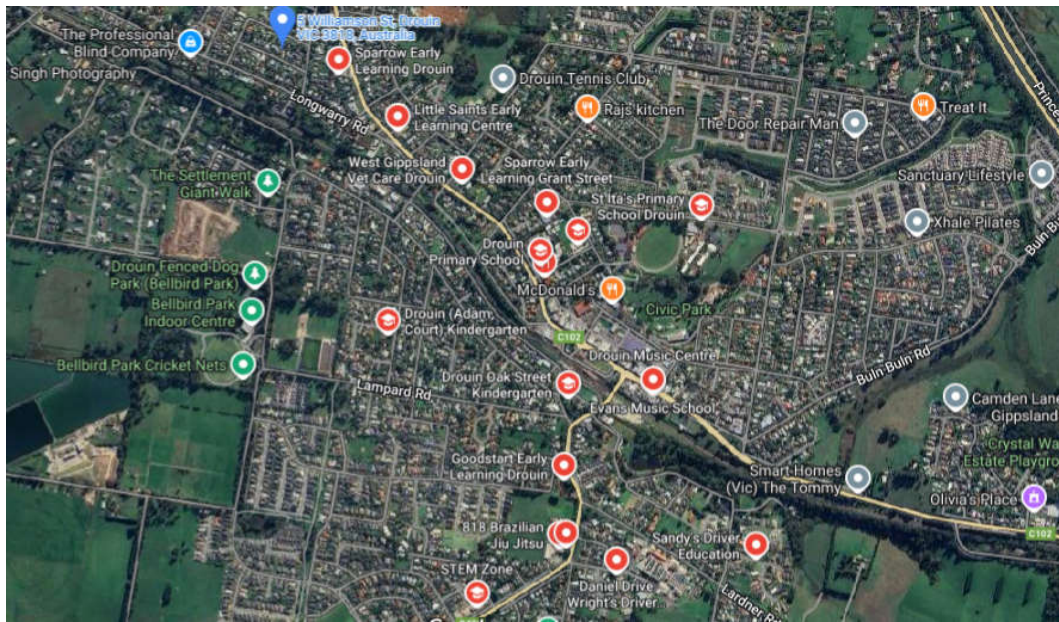 5 Williamson St, Drouin
VIC 3818, Australia
The Professional
Blind Company
Singh Photography
Sparrow Early
Learning Drouin
Longwarry Rd
Drouin Tennis Club
Rajs kitchen
Little Saints Early
Learning Centre
The Door Repair Man
Treat It
Princ
West Gippsland
Vet Care Drouin
Sparrow Early
Learning Grant Street
The Settlement
Giant Walk
St Ita's Primary
School Drouin
Sanctuary Lifestyle
Xhale Pilates
Buln Bu
Drouin
Primary School
Drouin Fenced Dog
Park (Bellbird Park)
McDonald's
Bellbird Park
Indoor Centre
Civic Park
Drouin (Adam
Court) Kindergarten
C102
Drouin Music Centre
Bellbird Park Cricket Nets
Lampard Rd
Drouin Oak Street
Kindergarten
Buln Buln Rd
Evans Music School
Camden Lane
Gippsland
Crystal Wa
Estate Playgro
Goodstart Early
Learning Drouin
Smart Homes
(Vic) The Tommy
Olivia's Place
818 Brazilian
Jiu Jitsu
Sandy's Driver
Education
C102
STEM Zone
Daniel Drive
Wright's Driver...
Lardner Rd